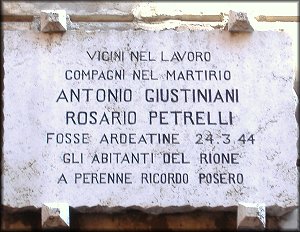 VICINI NEL LAVORO
COMPAGNI NEL MARTIRIO
ANTONIO GIUSTINIANI
ROSARIO PETRELLI
FOSSE ARDEATINE 24.3.44
GLI ABITANTI DEL RIONE
A PERENNE RICORDO POSERO